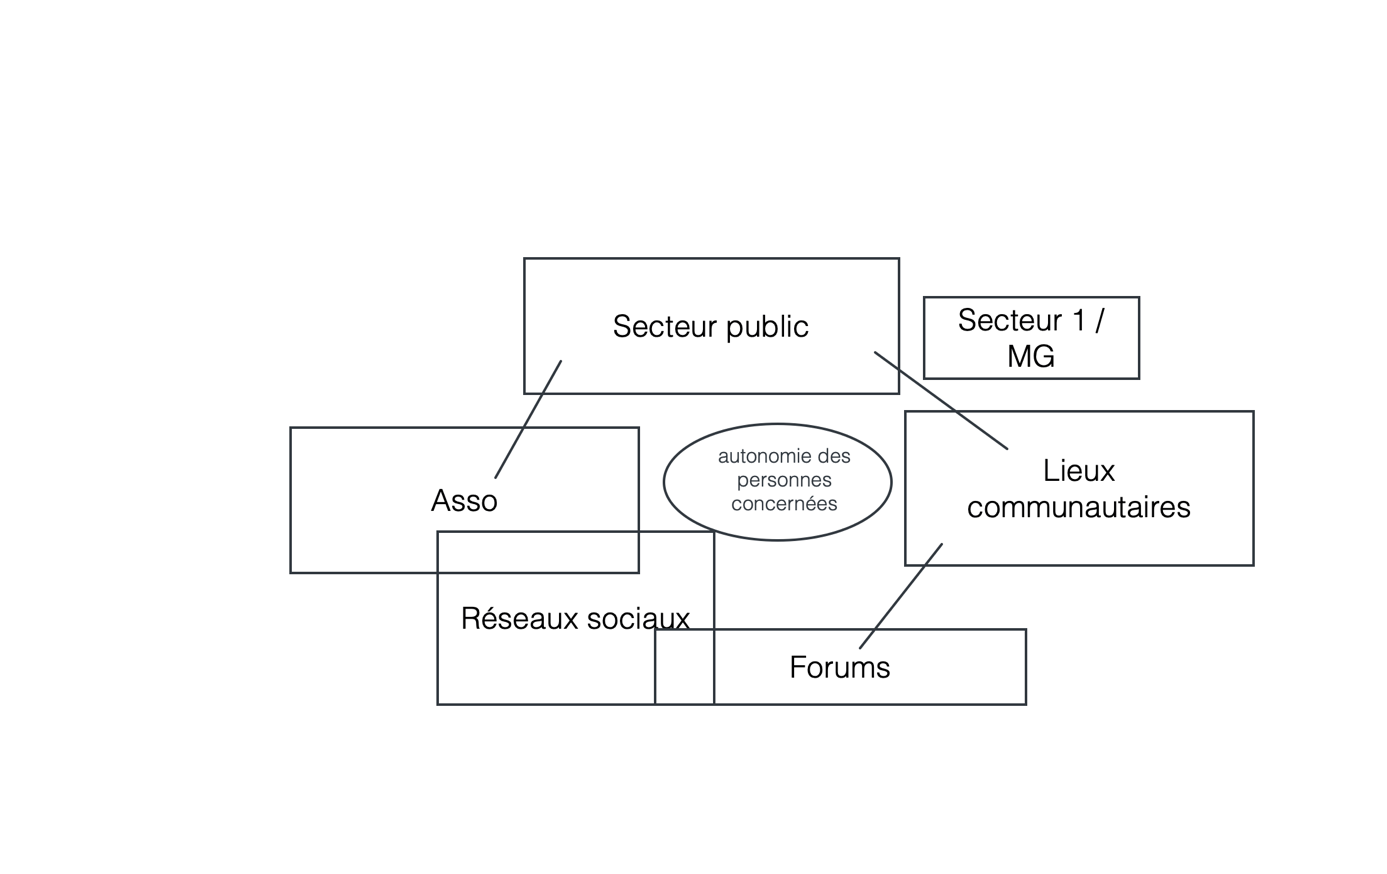 Secteur public
Secteur 1 /
MG
autonomie des
personnes
concernées
Asso
Lieux
communautaires
Réseaux sociaux
Forums